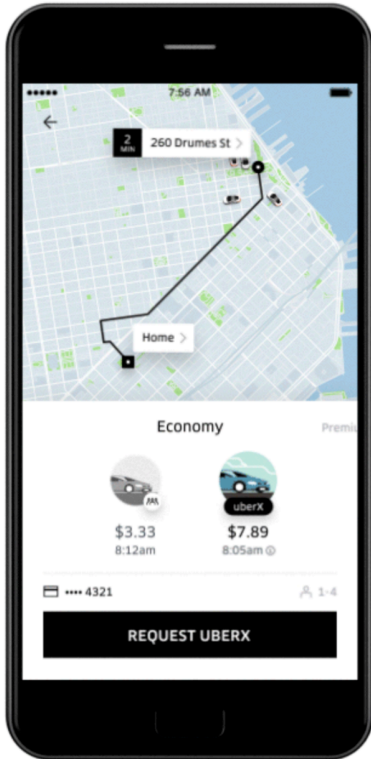 7:56 AM
2 MIN
260 Drumes St >
Home >
Economy
Premiu
uberX
$3.33
$7.89
8:12am
8:05am
•••• 4321
1-4
REQUEST UBERX